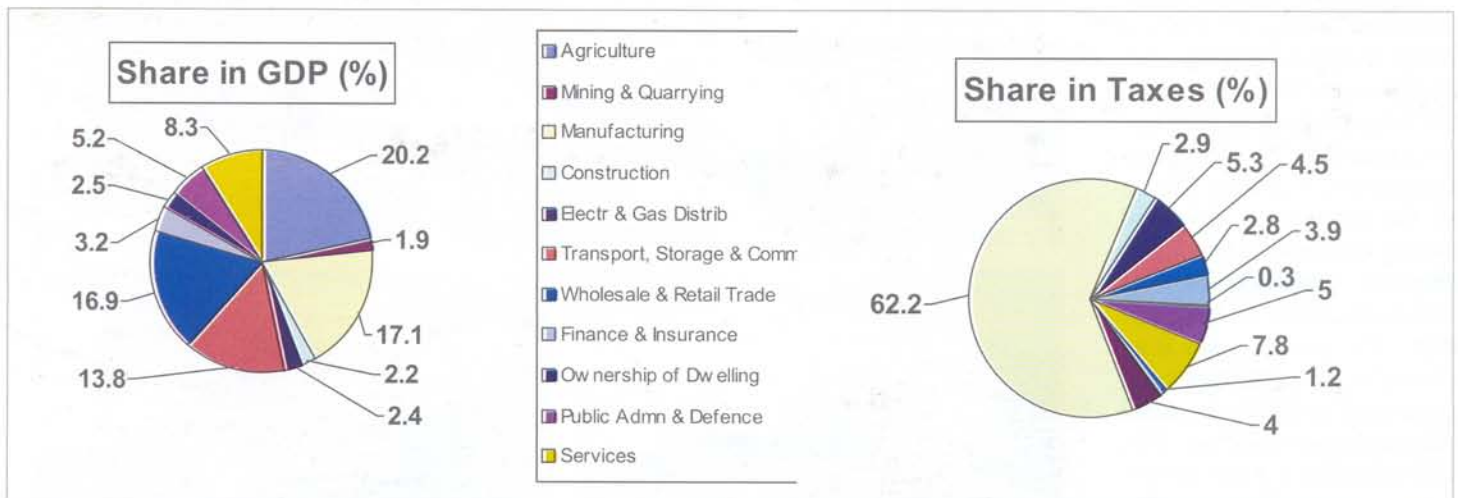 Share in GDP (%)
8.3
5.2
20.2
2.5
3.2
1.9
16.9
17.1
13.8
2.2
2.4
Agriculture
Mining & Quarrying
Manufacturing
Construction
Electr & Gas Distrib
Transport, Storage & Comm
Wholesale & Retail Trade
Finance & Insurance
Ownership of Dwelling
Public Admn & Defence
Services
Share in Taxes (%)
2.9
5.3
4.5
2.8
3.9
0.3
62.2
5
7.8
1.2
4